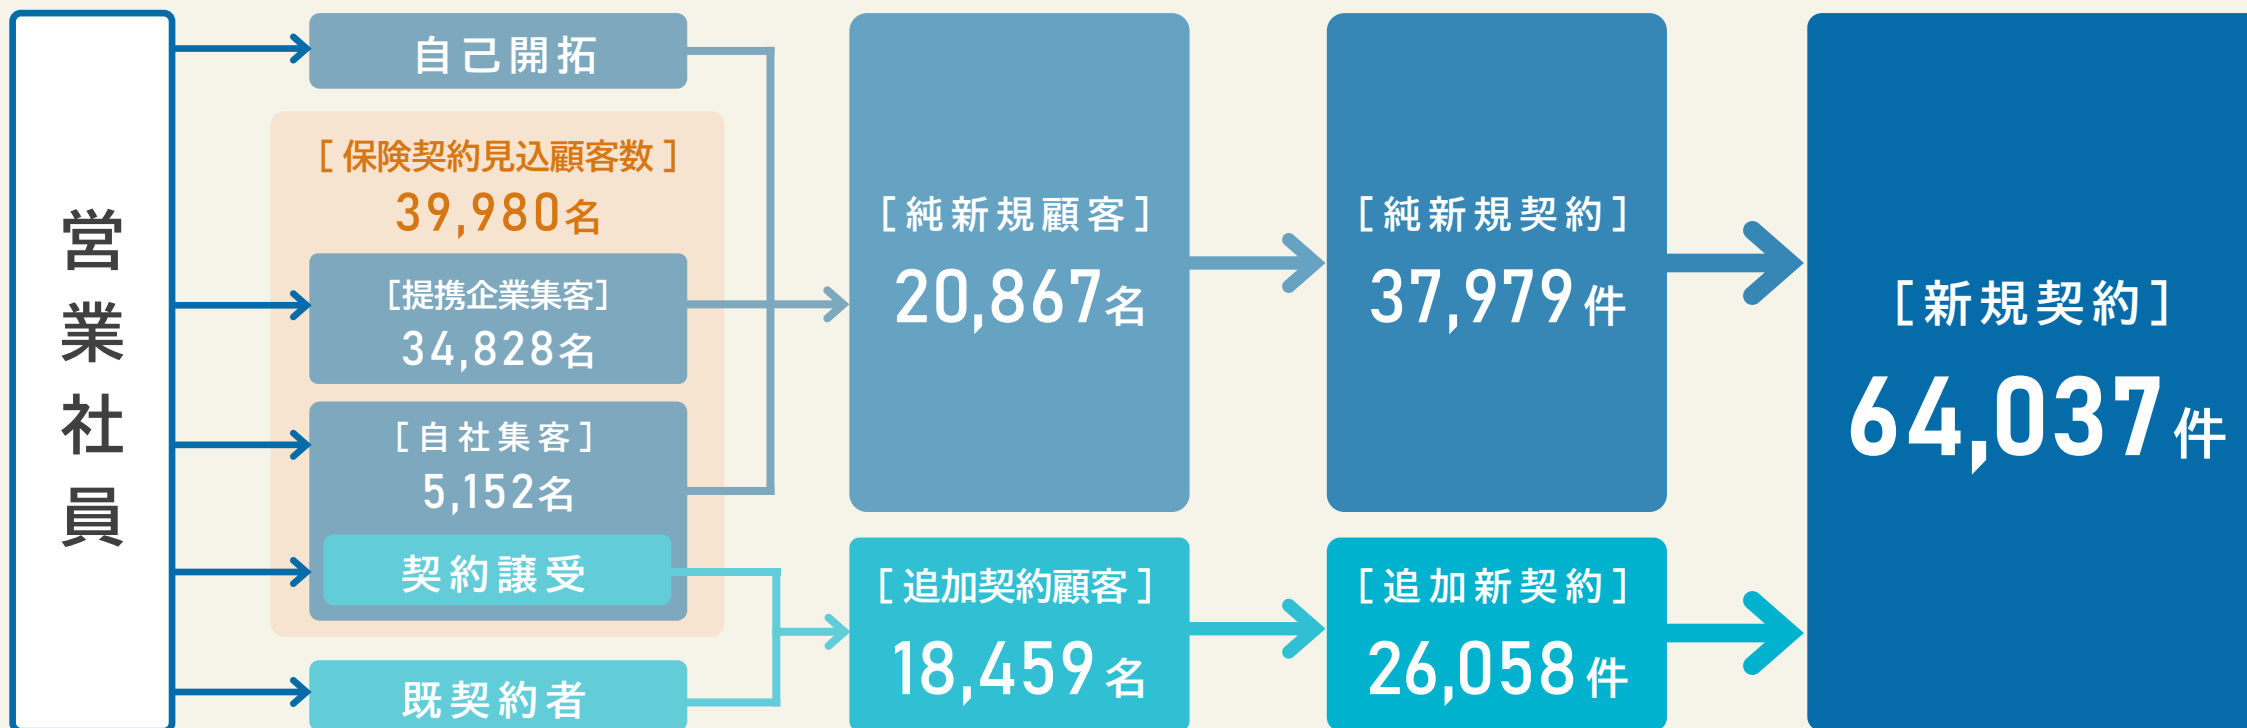 営業社員
自己開拓
[保険契約見込顧客数]
39,980名
[提携企業集客]
34,828名
[自社集客]
5,152名
契約譲受
既契約者
[純新規顧客]
20,867名
[追加契約顧客]
18,459名
[純新規契約]
37,979件
[追加新契約]
26,058件
[新規契約]
64,037件